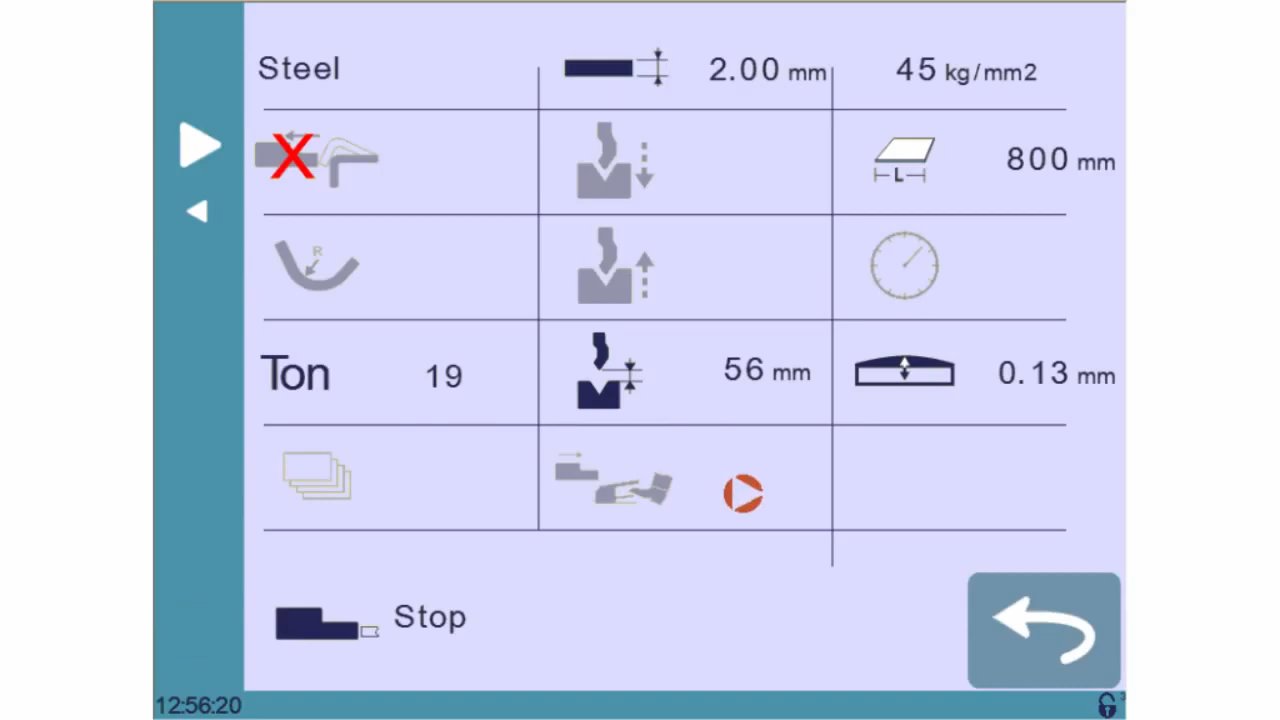 Steel 2.00 mm 45 kg/mm2
L 800 mm
R
Ton 19 56 mm 0.13 mm
Stop
12:56:20